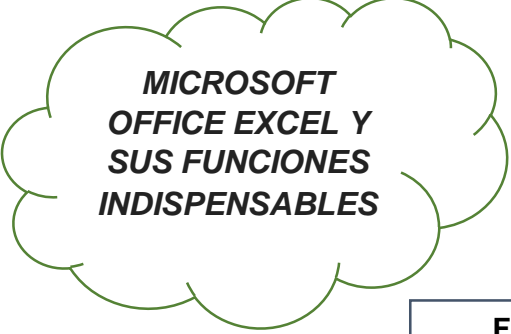 MICROSOFT
OFFICE EXCEL Y
SUS FUNCIONES
INDISPENSABLES